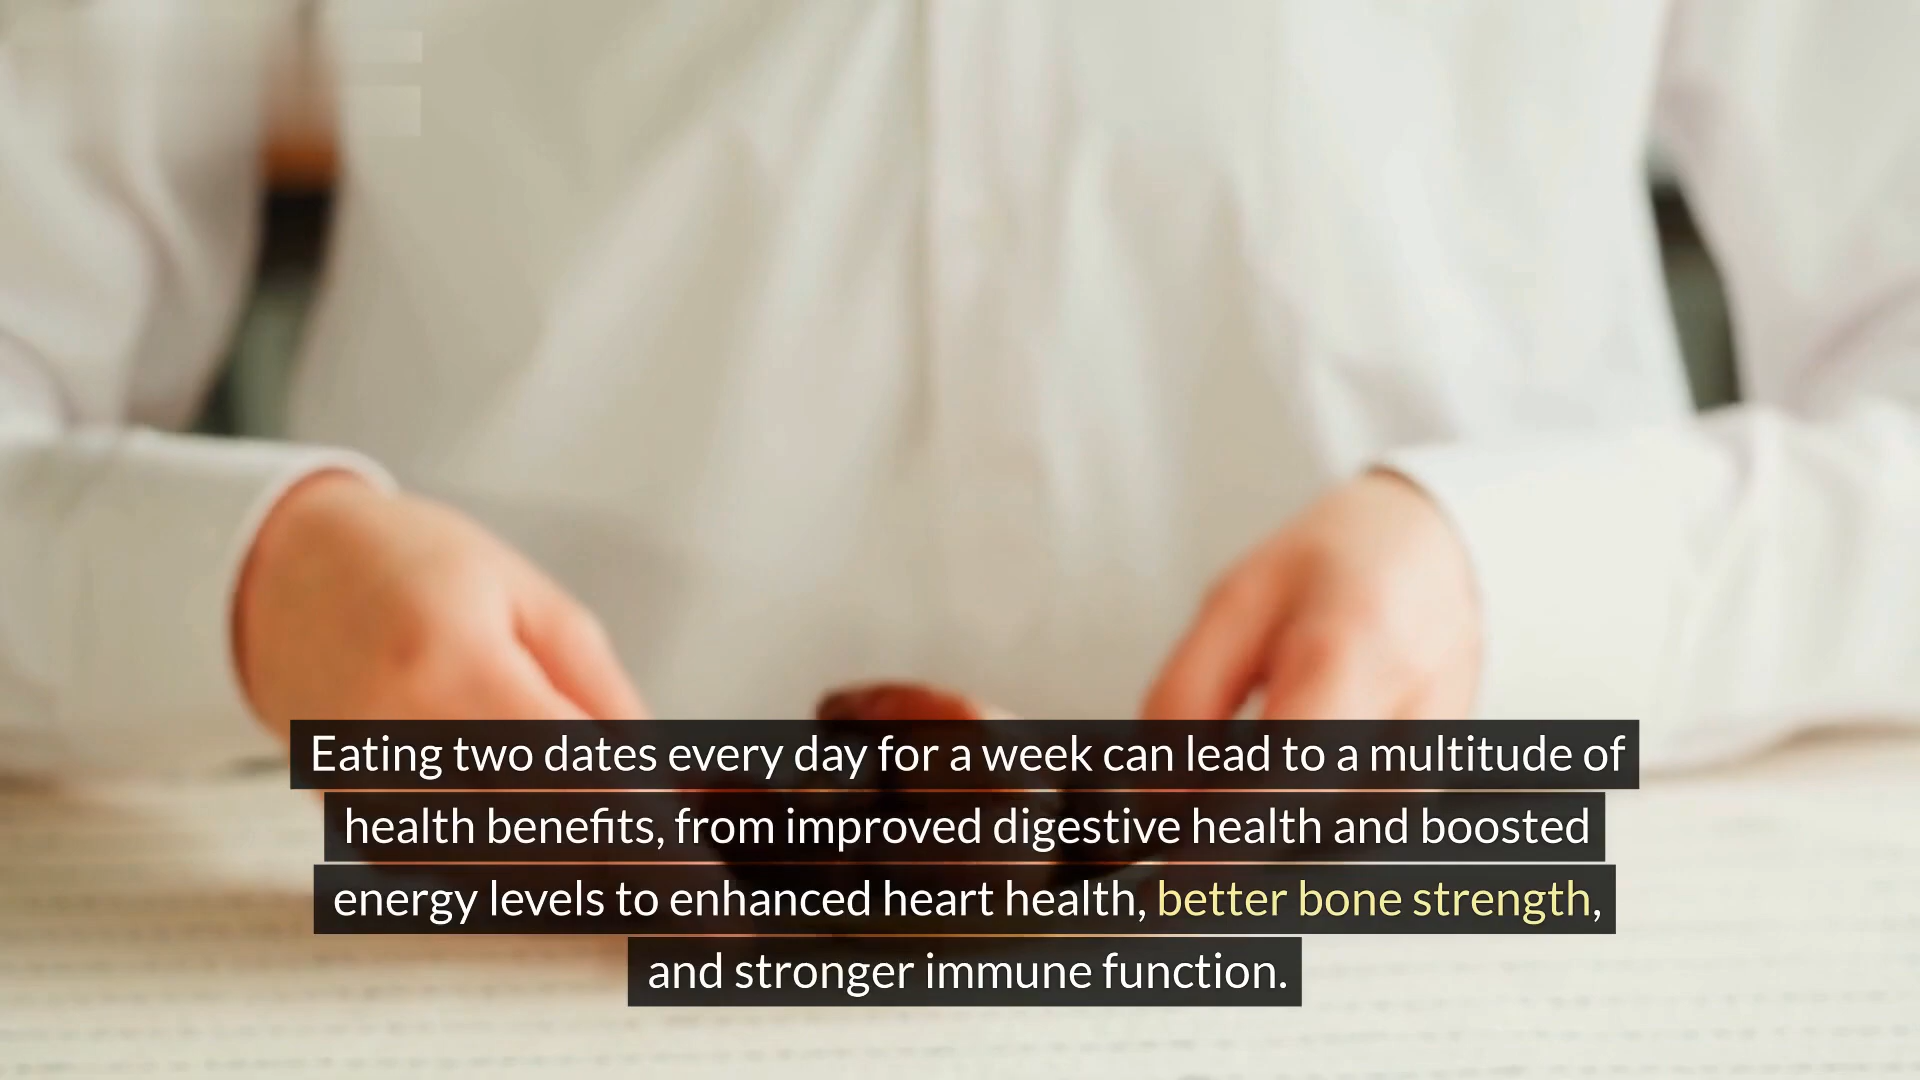 Eating two dates every day for a week can lead to a multitude of
health benefits, from improved digestive health and boosted
energy levels to enhanced heart health, better bone strength,
and stronger immune function.